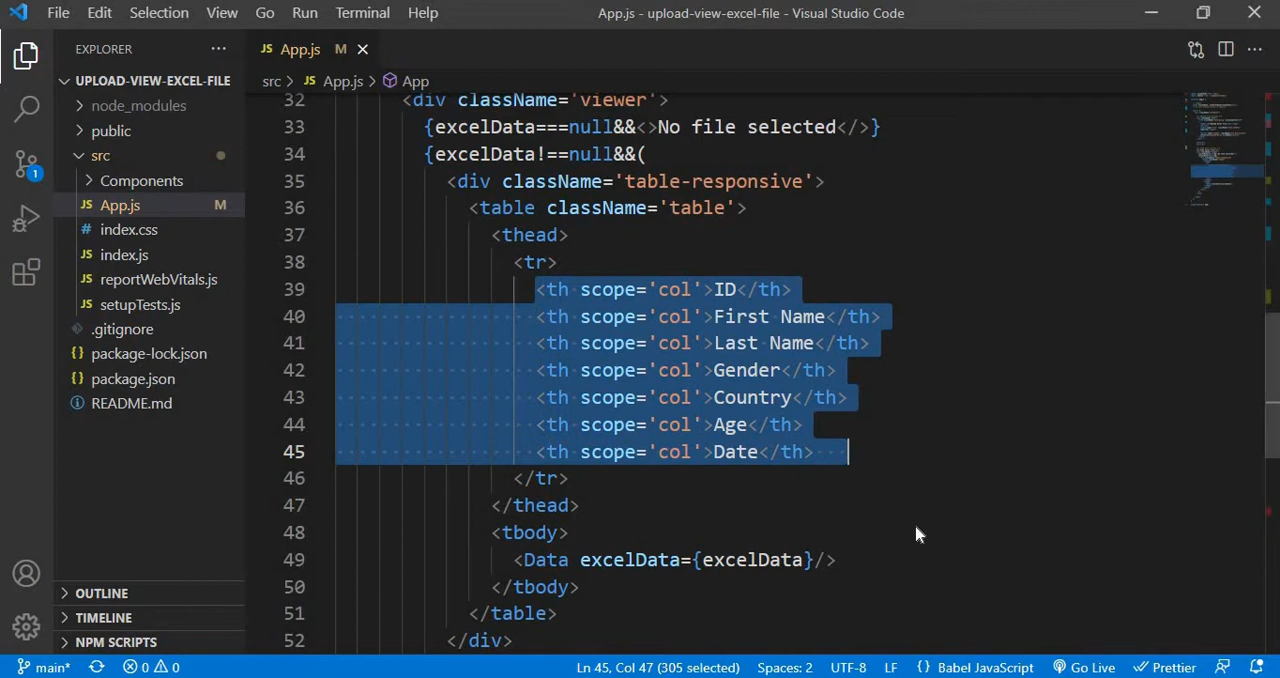 File Edit Selection View Go Run Terminal Help App.js - upload-view-excel-file - Visual Studio Code
EXPLORER ··· JS App.js M
UPLOAD-VIEW-EXCEL-FILE
src > JS App.js > App
node_modules
public
src
Components
JS App.js M
# index.css
JS index.js
JS reportWebVitals.js
JS setupTests.js
.gitignore
{} package-lock.json
{} package.json
README.md
OUTLINE
TIMELINE
NPM SCRIPTS
1
32 <div className='viewer'>
33 {excelData===null&&<>No file selected</>}
34 {excelData!==null&&(
35 <div className='table-responsive'>
36 <table className='table'>
37 <thead>
38 <tr>
39 <th scope='col'>ID</th>
40 <th scope='col'>First Name</th>
41 <th scope='col'>Last Name</th>
42 <th scope='col'>Gender</th>
43 <th scope='col'>Country</th>
44 <th scope='col'>Age</th>
45 <th scope='col'>Date</th>
46 </tr>
47 </thead>
48 <tbody>
49 <Data excelData={excelData}/>
50 </tbody>
51 </table>
52 </div>
main* 0 0 Ln 45, Col 47 (305 selected) Spaces: 2 UTF-8 LF {} Babel JavaScript Go Live Prettier